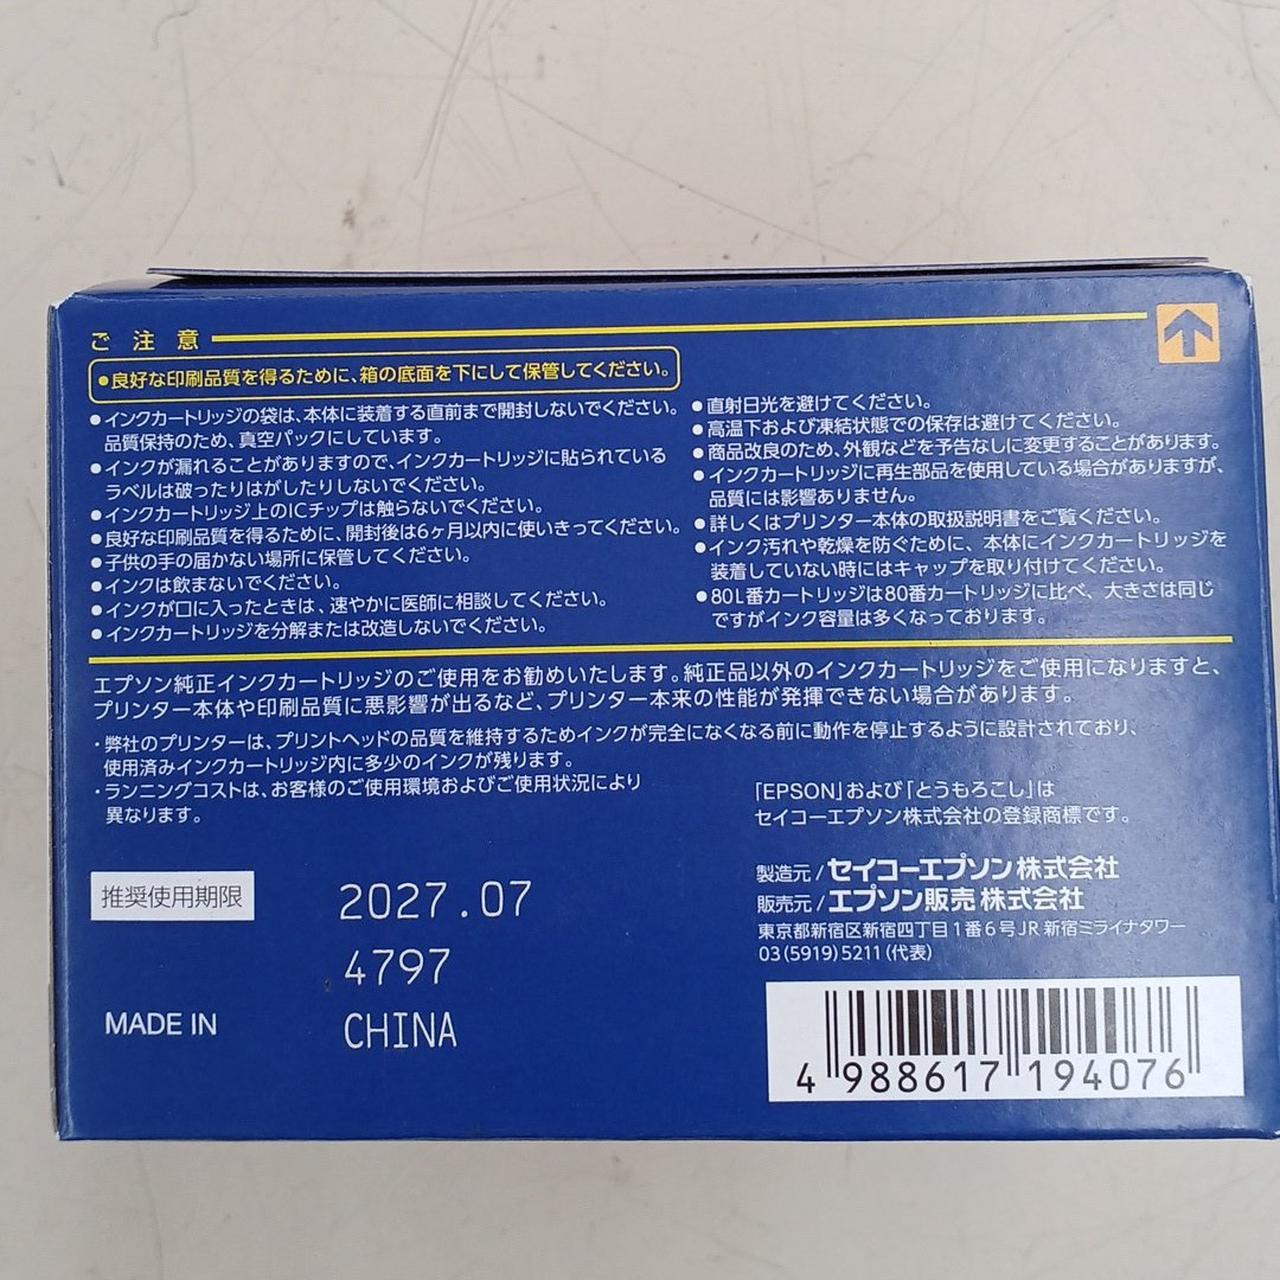 ご注意
●良好な印刷品質を得るために、箱の底面を下にして保管してください。
●インクカートリッジの袋は、本体に装着する直前まで開封しないでください。
品質保持のため、真空パックにしています。
●インクが漏れることがありますので、インクカートリッジに貼られている
ラベルは破ったりはがしたりしないでください。
●インクカートリッジ上のICチップは触らないでください。
●良好な印刷品質を得るために、開封後は6ヶ月以内に使いきってください。
●子供の手の届かない場所に保管してください。
●インクは飲まないでください。
●インクが口に入ったときは、速やかに医師に相談してください。
●インクカートリッジを分解または改造しないでください。
●直射日光を避けてください。
●高温下および凍結状態での保存は避けてください。
●商品改良のため、外観などを予告なしに変更することがあります。
●インクカートリッジに再生部品を使用している場合がありますが、
品質には影響ありません。
●詳しくはプリンター本体の取扱説明書をご覧ください。
●インク汚れや乾燥を防ぐために、本体にインクカートリッジを
装着していない時にはキャップを取り付けてください。
●80L番カートリッジは80番カートリッジに比べ、大きさは同じ
ですがインク容量は多くなっております。
エプソン純正インクカートリッジのご使用をお勧めいたします。純正品以外のインクカートリッジをご使用になりますと、
プリンター本体や印刷品質に悪影響が出るなど、プリンター本来の性能が発揮できない場合があります。
・弊社のプリンターは、プリントヘッドの品質を維持するためインクが完全になくなる前に動作を停止するように設計されており、
使用済みインクカートリッジ内に多少のインクが残ります。
・ランニングコストは、お客様のご使用環境およびご使用状況により
異なります。
「EPSON」および「とうもろこし」は
セイコーエプソン株式会社の登録商標です。
推奨使用期限 2027.07
4797
MADE IN CHINA
製造元/セイコーエプソン株式会社
販売元/エプソン販売 株式会社
東京都新宿区新宿四丁目1番6号JR新宿ミライナタワー
03(5919)5211(代表)
4 988617 194076